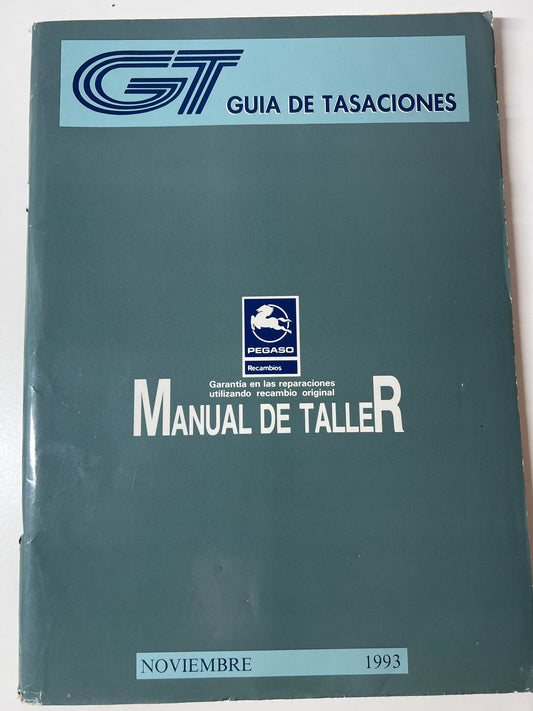 GT GUIA DE TASACIONES
PEGASO
Recambios
Garantía en las reparaciones
utilizando recambio original
MANUAL DE TALLER
NOVIEMBRE 1993